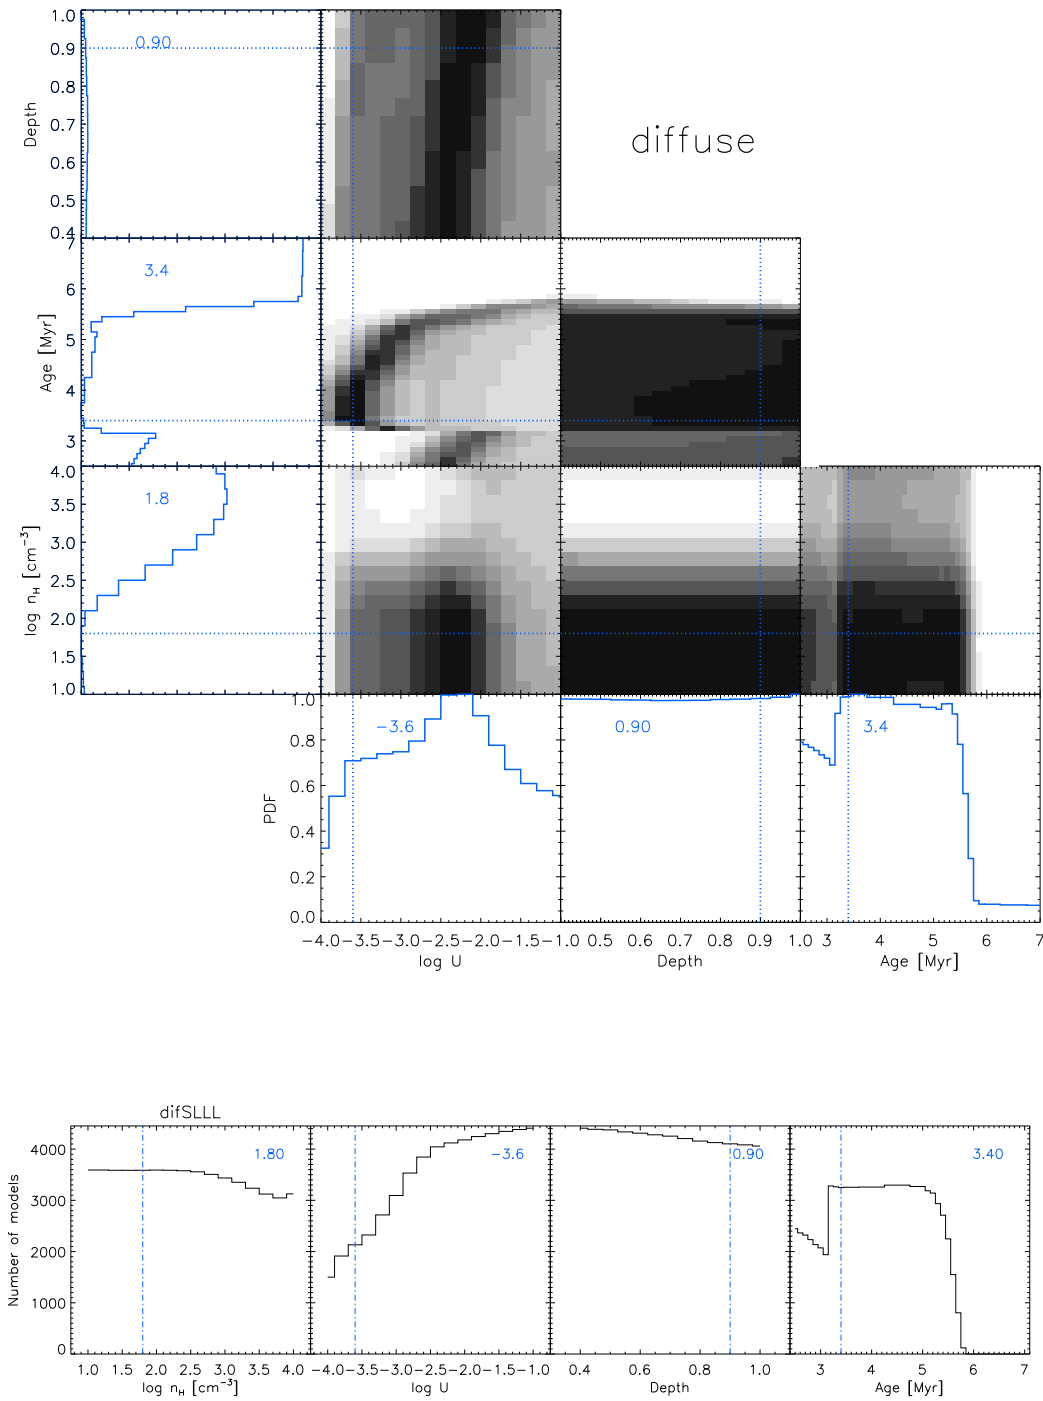 1.0
0.90
0.9
0.8
Depth
0.7
0.6
0.5
0.4
diffuse
7
3.4
6
Age [Myr]
5
4
3
4.0
1.8
3.5
3.0
log n_H [cm⁻³]
2.5
2.0
1.5
1.0
1.0
−3.6 0.90 3.4
0.8
0.6
PDF
0.4
0.2
0.0
−4.0 −3.5 −3.0 −2.5 −2.0 −1.5 −1.0 0.5 0.6 0.7 0.8 0.9 1.0 3 4 5 6 7
log U Depth Age [Myr]
difSLLL
4000
1.80 −3.6 0.90 3.40
Number of models
3000
2000
1000
0
1.0 1.5 2.0 2.5 3.0 3.5 4.0 −4.0 −3.5 −3.0 −2.5 −2.0 −1.5 −1.0 0.4 0.6 0.8 1.0 3 4 5 6 7
log n_H [cm⁻³] log U Depth Age [Myr]